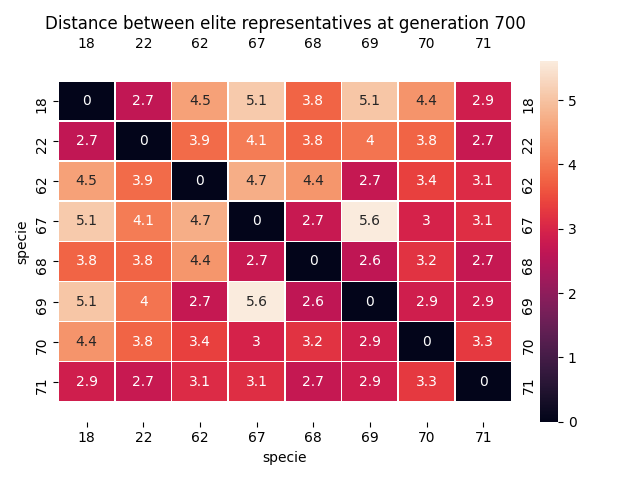 Distance between elite representatives at generation 700
18 22 62 67 68 69 70 71
18 0 2.7 4.5 5.1 3.8 5.1 4.4 2.9 18
22 2.7 0 3.9 4.1 3.8 4 3.8 2.7 22
62 4.5 3.9 0 4.7 4.4 2.7 3.4 3.1 62
67 5.1 4.1 4.7 0 2.7 5.6 3 3.1 67
68 3.8 3.8 4.4 2.7 0 2.6 3.2 2.7 68
69 5.1 4 2.7 5.6 2.6 0 2.9 2.9 69
70 4.4 3.8 3.4 3 3.2 2.9 0 3.3 70
71 2.9 2.7 3.1 3.1 2.7 2.9 3.3 0 71
18 22 62 67 68 69 70 71
specie
specie
5
4
3
2
1
0